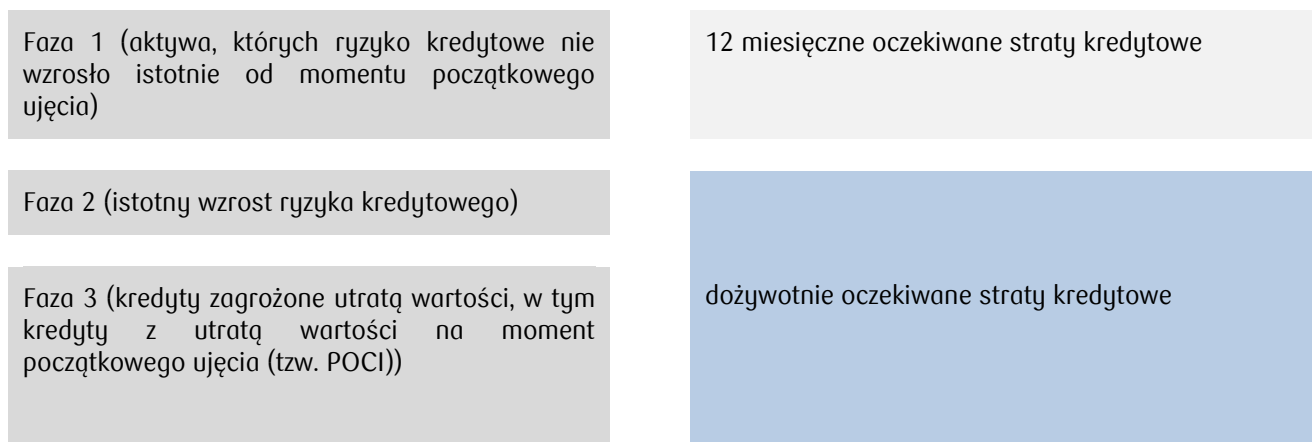 Faza 1 (aktywa, których ryzyko kredytowe nie
wzrosło istotnie od momentu początkowego
ujęcia)
12 miesięczne oczekiwane straty kredytowe
Faza 2 (istotny wzrost ryzyka kredytowego)
Faza 3 (kredyty zagrożone utratą wartości, w tym
kredyty z utratą wartości na moment
początkowego ujęcia (tzw. POCI))
dożywotnie oczekiwane straty kredytowe